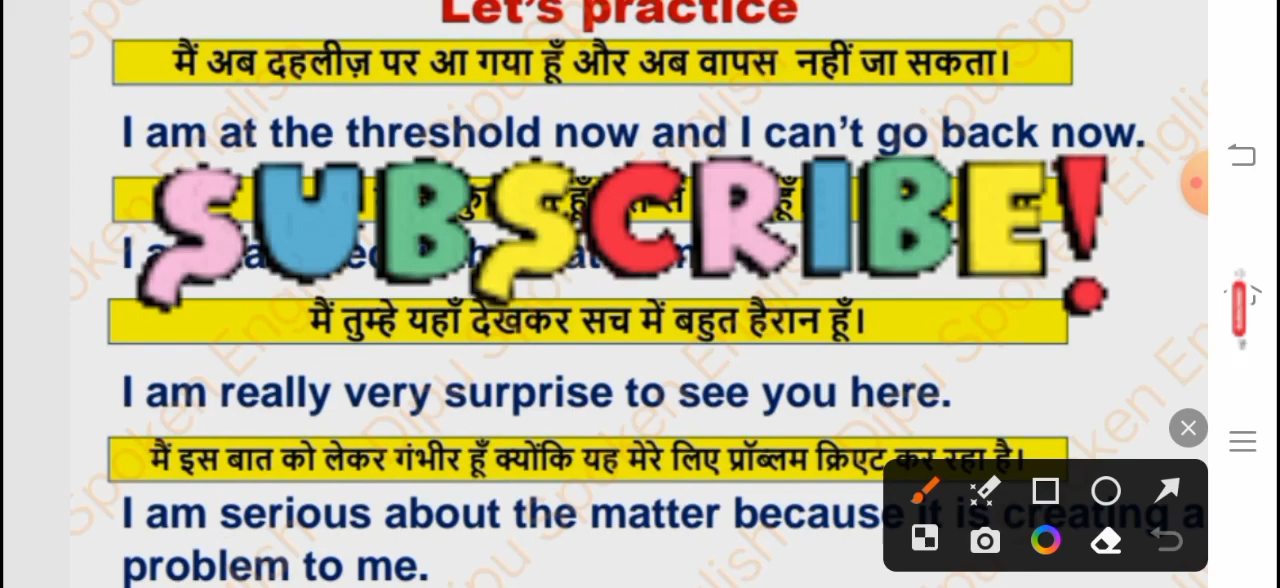 Let's practice
मैं अब दहलीज़ पर आ गया हूँ और अब वापस नहीं जा सकता।
I am at the threshold now and I can't go back now.
SUBSCRIBE!
I
मैं तुम्हे यहाँ देखकर सच में बहुत हैरान हूँ।
I am really very surprise to see you here.
मैं इस बात को लेकर गंभीर हूँ क्योंकि यह मेरे लिए प्रॉब्लम क्रिएट कर रहा है।
I am serious about the matter because it is creating a
problem to me.